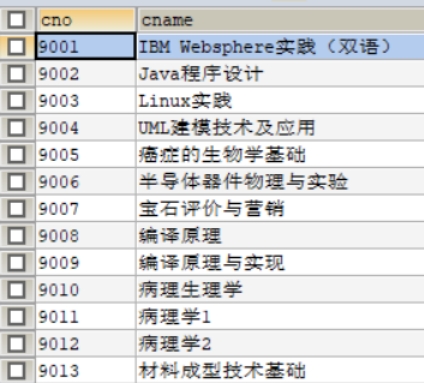 cno cname
9001 IBM Websphere实践（双语）
9002 Java程序设计
9003 Linux实践
9004 UML建模技术及应用
9005 癌症的生物学基础
9006 半导体器件物理与实验
9007 宝石评价与营销
9008 编译原理
9009 编译原理与实现
9010 病理生理学
9011 病理学1
9012 病理学2
9013 材料成型技术基础